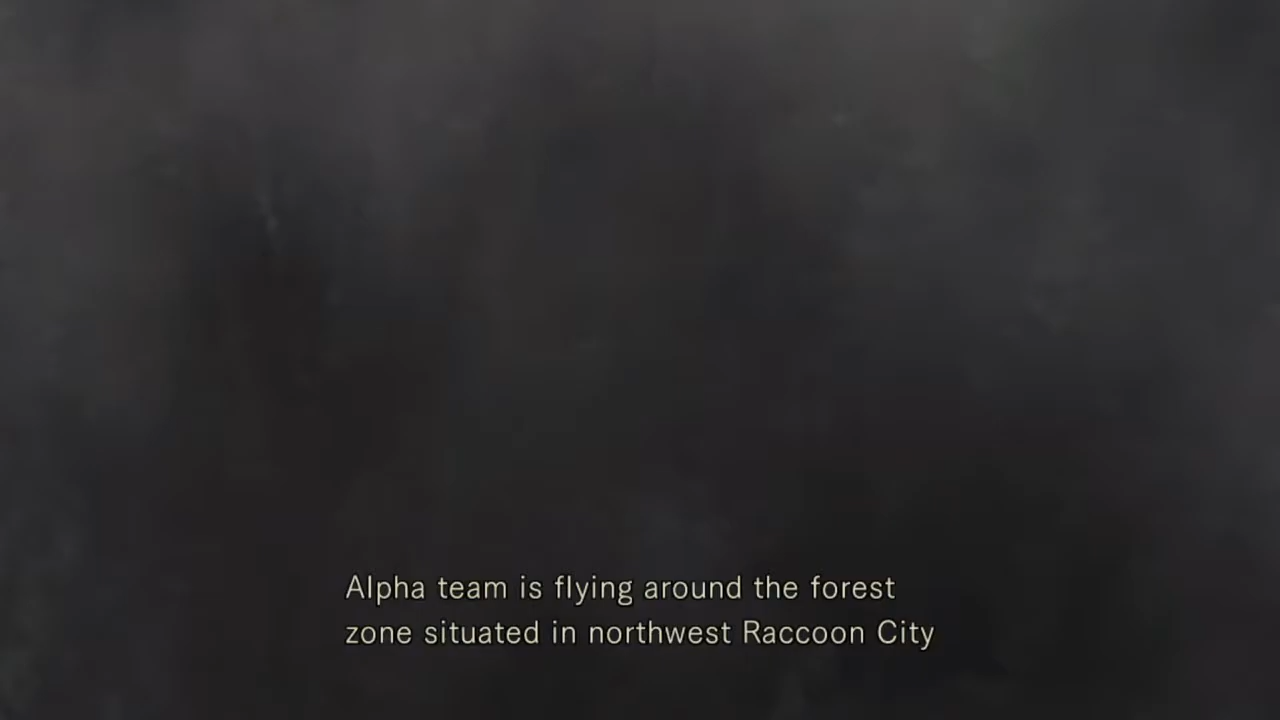 Alpha team is flying around the forest
zone situated in northwest Raccoon City